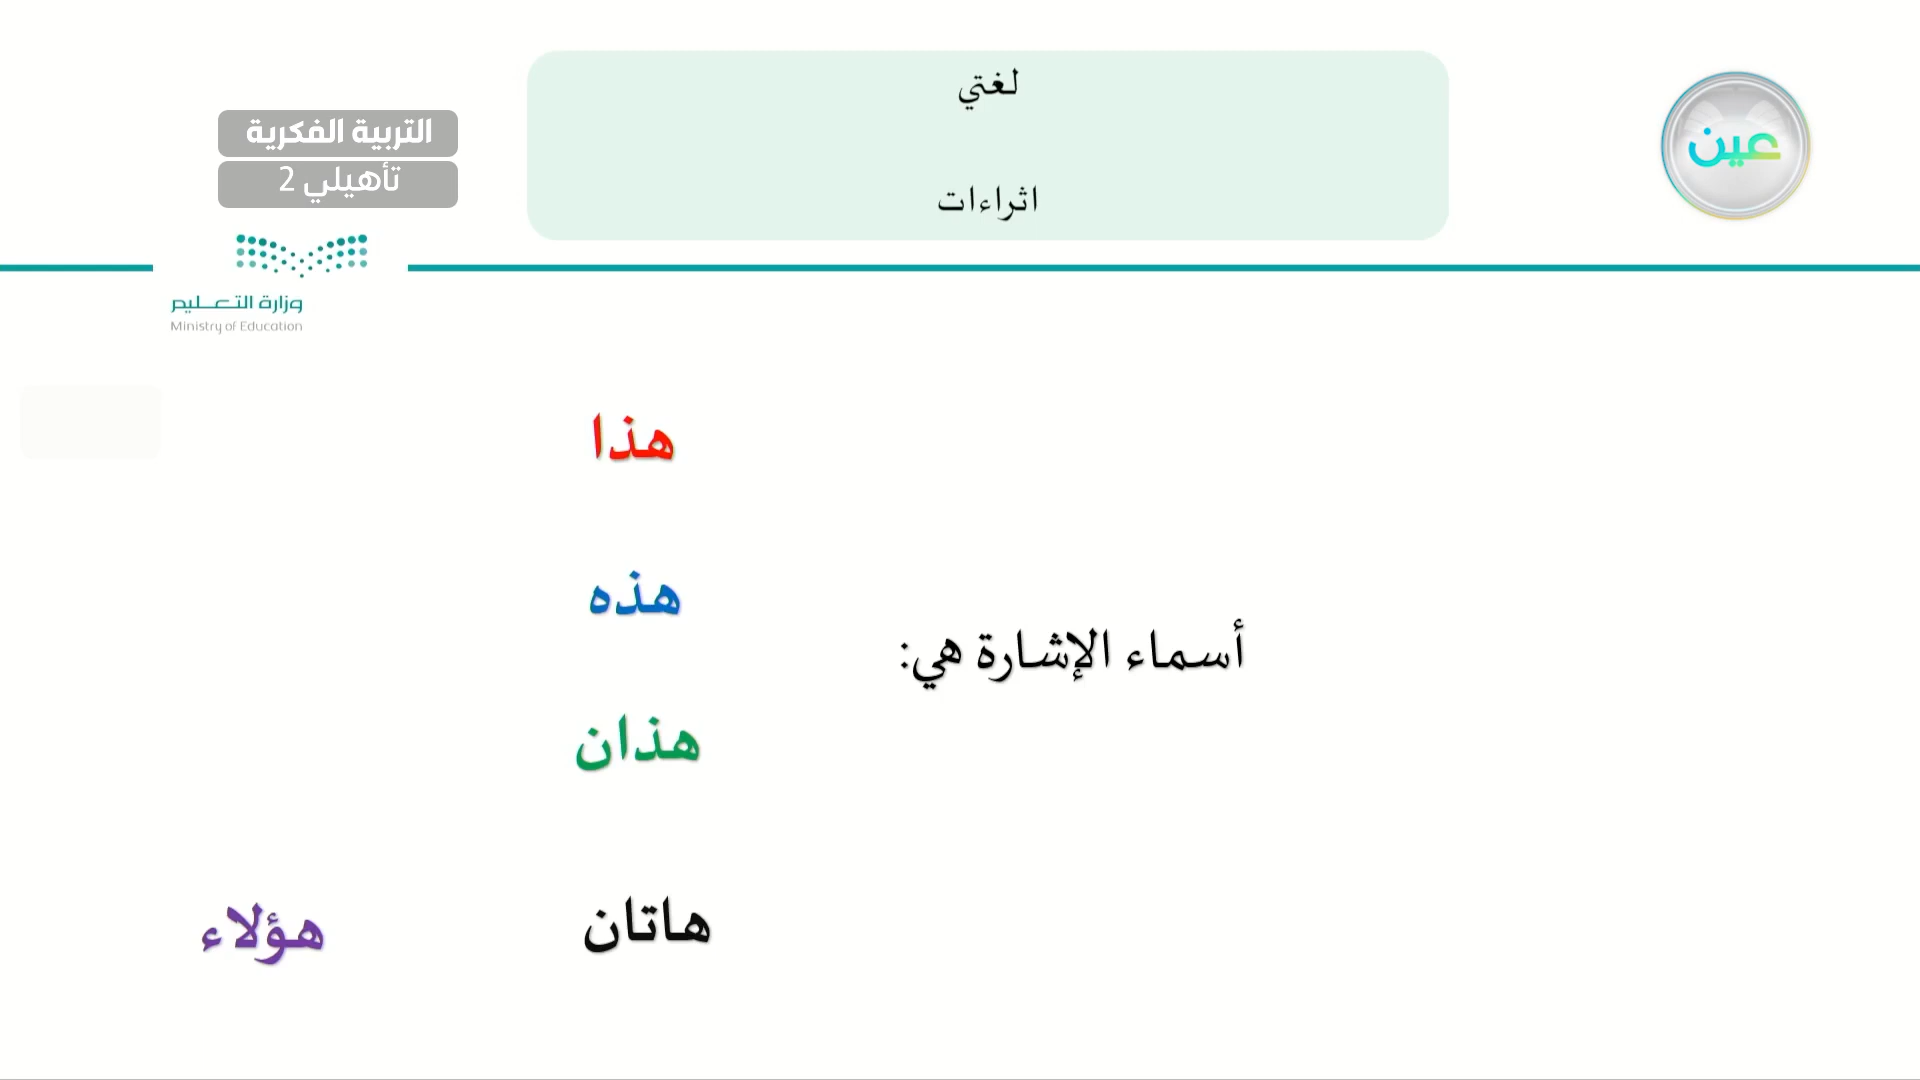 لغتي
اثراءات
عين
التربية الفكرية
تأهيلي 2
وزارة التعليم
Ministry of Education
أسماء الإشارة هي:
هذا
هذه
هذان
هاتان
هؤلاء